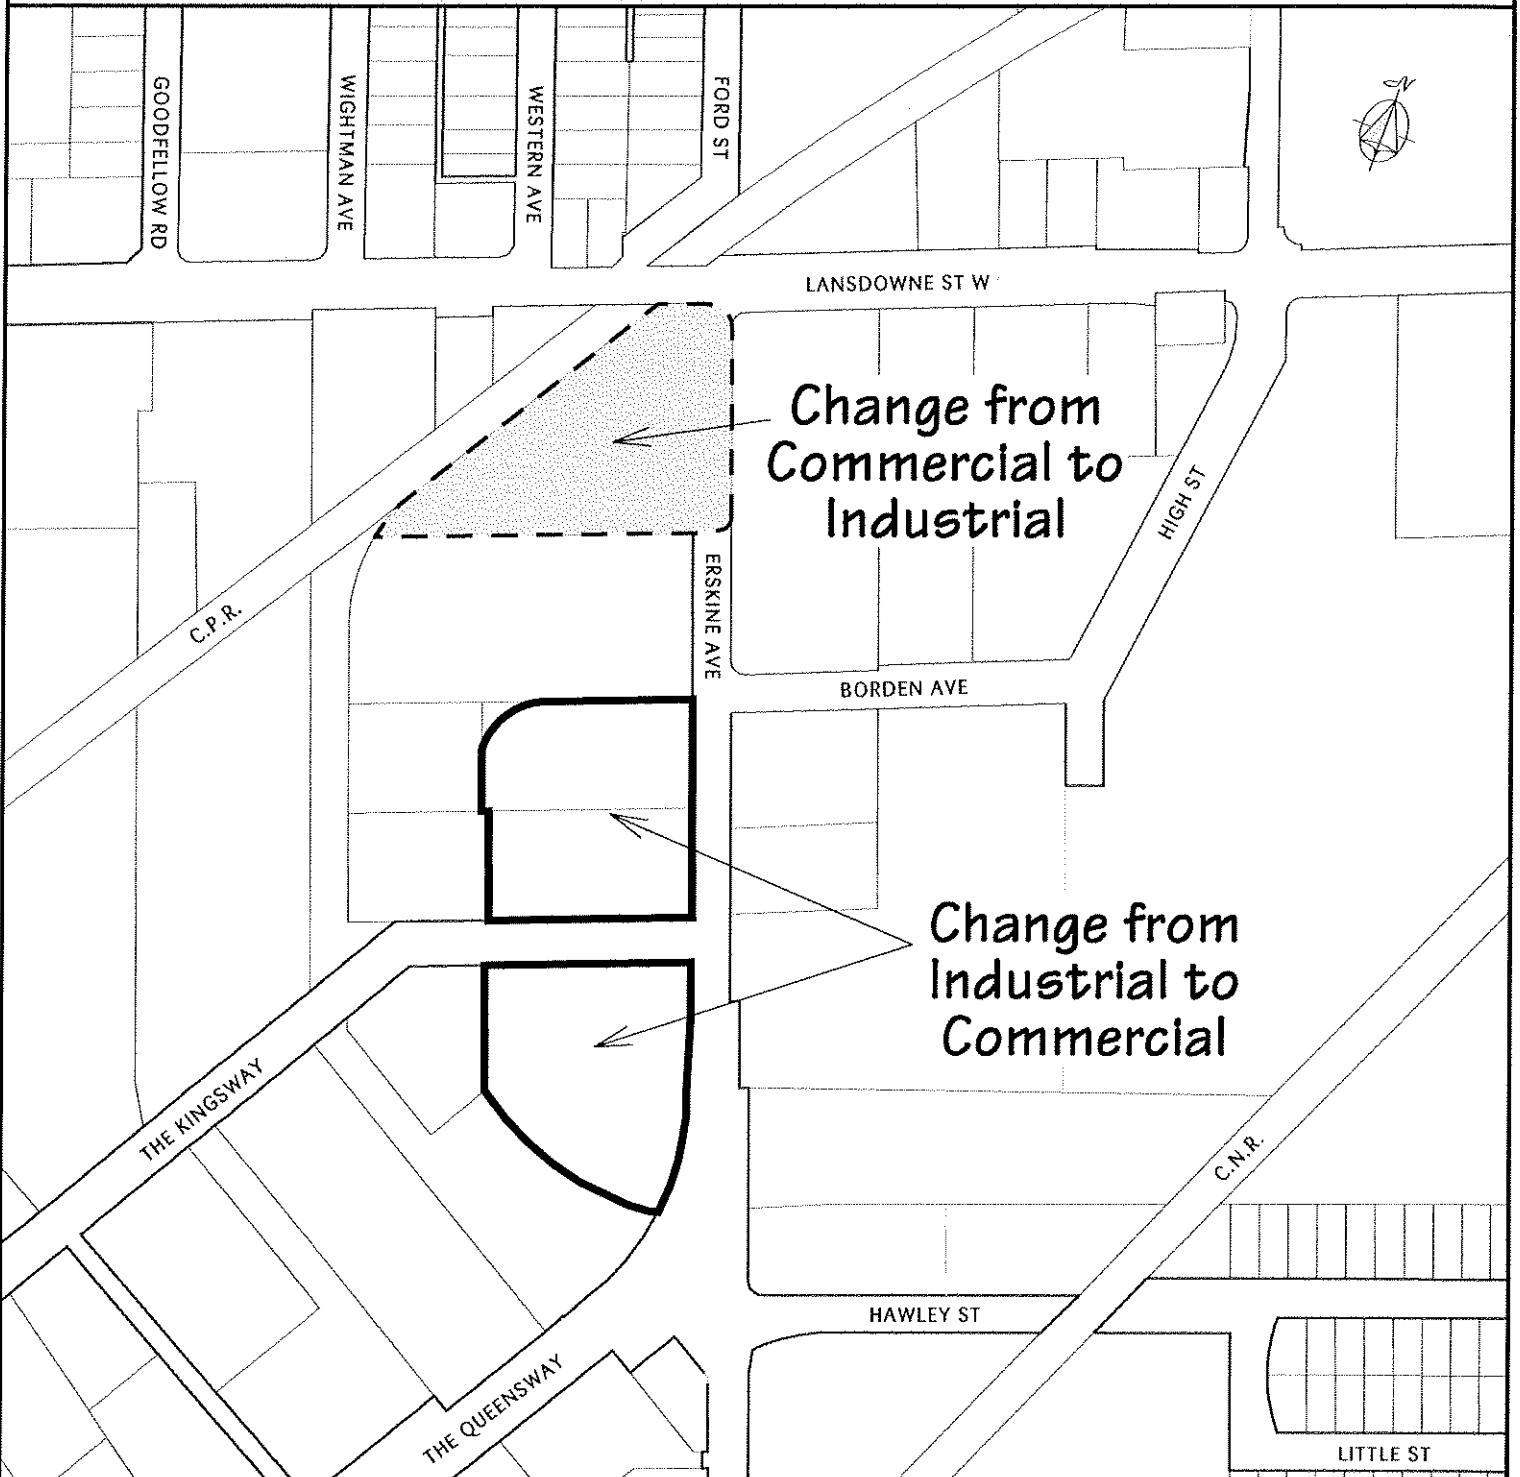 GOODFELLOW RD
WIGHTMAN AVE
WESTERN AVE
FORD ST
N
LANSDOWNE ST W
Change from
Commercial to
Industrial
HIGH ST
ERSKINE AVE
C.P.R.
BORDEN AVE
Change from
Industrial to
Commercial
THE KINGSWAY
C.N.R.
HAWLEY ST
THE QUEENSWAY
LITTLE ST